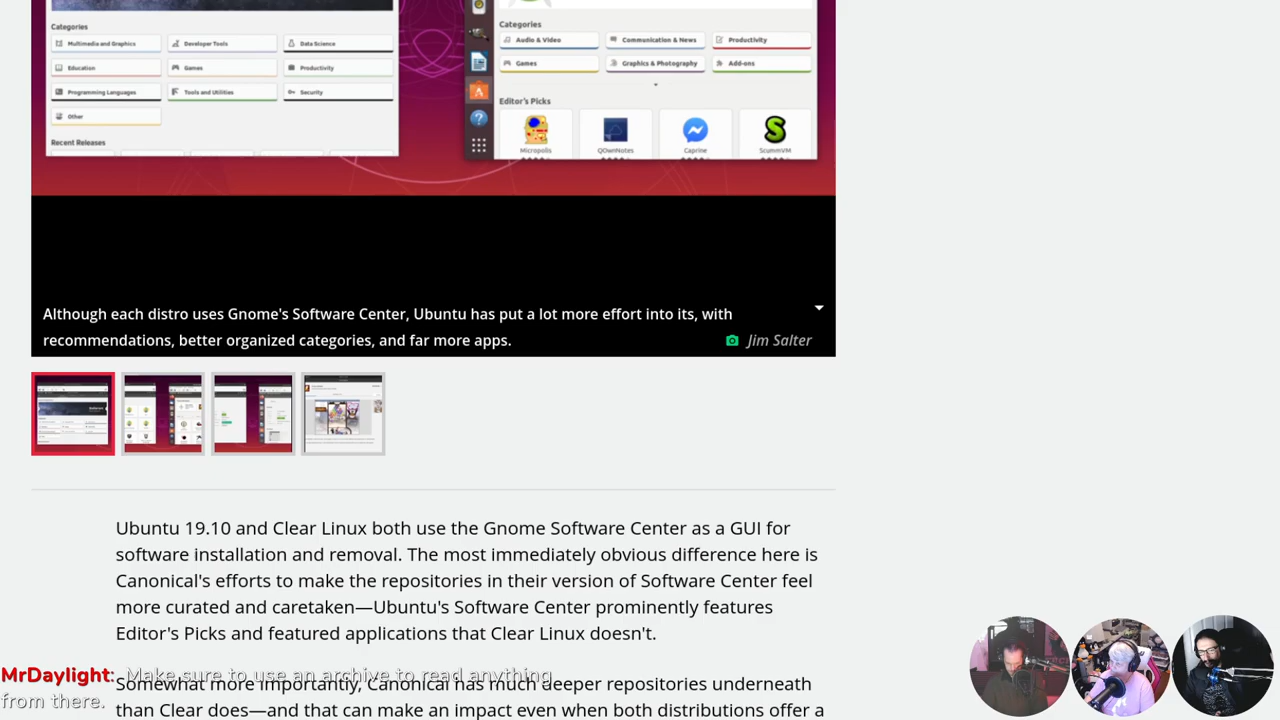 Categories
Multimedia and Graphics
Developer Tools
Data Science
Education
Games
Productivity
Programming Languages
Tools and Utilities
Security
Other
Recent Releases
Categories
Audio & Video
Communication & News
Productivity
Games
Graphics & Photography
Add-ons
Editor's Picks
Micropolis
QOwnNotes
Caprine
ScummVM
Although each distro uses Gnome's Software Center, Ubuntu has put a lot more effort into its, with
recommendations, better organized categories, and far more apps.
Jim Salter
Ubuntu 19.10 and Clear Linux both use the Gnome Software Center as a GUI for
software installation and removal. The most immediately obvious difference here is
Canonical's efforts to make the repositories in their version of Software Center feel
more curated and caretaken—Ubuntu's Software Center prominently features
Editor's Picks and featured applications that Clear Linux doesn't.
MrDaylight: Make sure to use an archive to read anything
from there.
Somewhat more importantly, Canonical has much deeper repositories underneath
than Clear does—and that can make an impact even when both distributions offer a